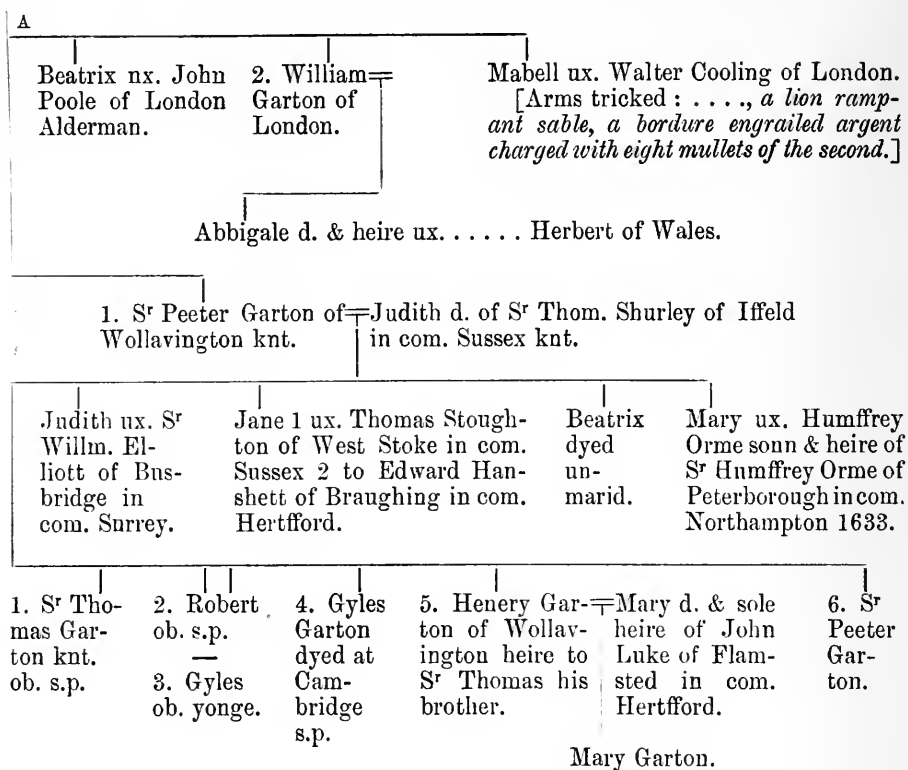 A
Beatrix nx. John
Poole of London
Alderman.
2. William=
Garton of
London.
Mabell ux. Walter Cooling of London.
[Arms tricked : . . . ., a lion ramp-
ant sable, a bordure engrailed argent
charged with eight mullets of the second.]
Abbigale d. & heire ux. . . . . . Herbert of Wales.
1. Sʳ Peeter Garton of=
Wollavington knt.
Judith d. of Sʳ Thom. Shurley of Iffeld
in com. Sussex knt.
Judith ux. Sʳ
Willm. El-
liott of Bus-
bridge in
com. Surrey.
Jane 1 ux. Thomas Stough-
ton of West Stoke in com.
Sussex 2 to Edward Han-
shett of Braughing in com.
Hertfford.
Beatrix
dyed
un-
marid.
Mary ux. Humffrey
Orme sonn & heire of
Sʳ Humffrey Orme of
Peterborough in com.
Northampton 1633.
1. Sʳ Tho-
mas Gar-
ton knt.
ob. s.p.
2. Robert
ob. s.p.
—
3. Gyles
ob. yonge.
4. Gyles
Garton
dyed at
Cam-
bridge
s.p.
5. Henery Gar-=
ton of Wollav-
ington heire to
Sʳ Thomas his
brother.
Mary d. & sole
heire of John
Luke of Flam-
sted in com.
Hertfford.
6. Sʳ
Peeter
Gar-
ton.
Mary Garton.